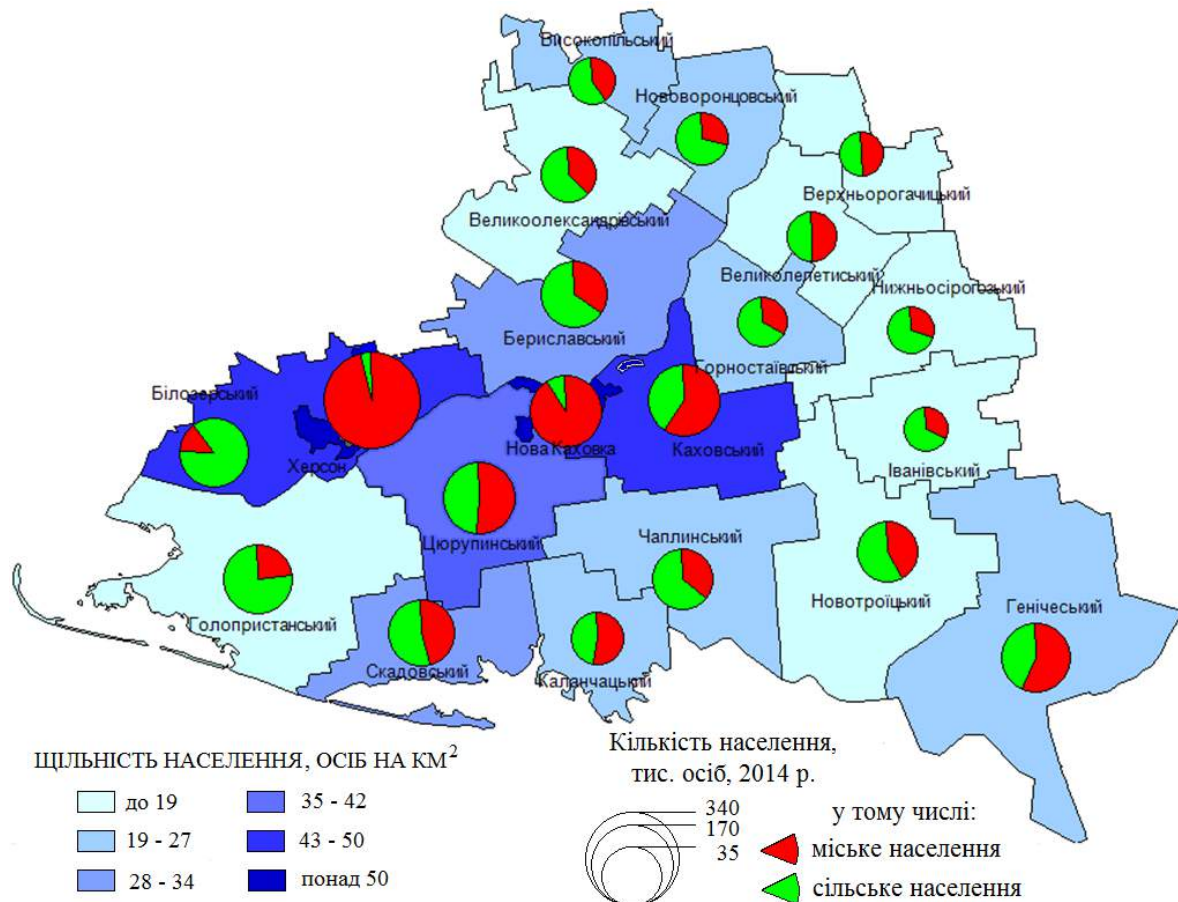 Високопільський
Нововоронцовський
Верхньорогачицький
Великоолександрівський
Великолепетиський
Нижньосірогозький
Бериславський
Горностаївський
Білозерський
Херсон
Нова Каховка
Каховський
Іванівський
Цюрупинський
Чаплинський
Новотроїцький
Генічеський
Голопристанський
Скадовський
Каланчацький
ЩІЛЬНІСТЬ НАСЕЛЕННЯ, ОСІБ НА КМ²
до 19
19 - 27
28 - 34
35 - 42
43 - 50
понад 50
Кількість населення,
тис. осіб, 2014 р.
340
170
35
у тому числі:
міське населення
сільське населення